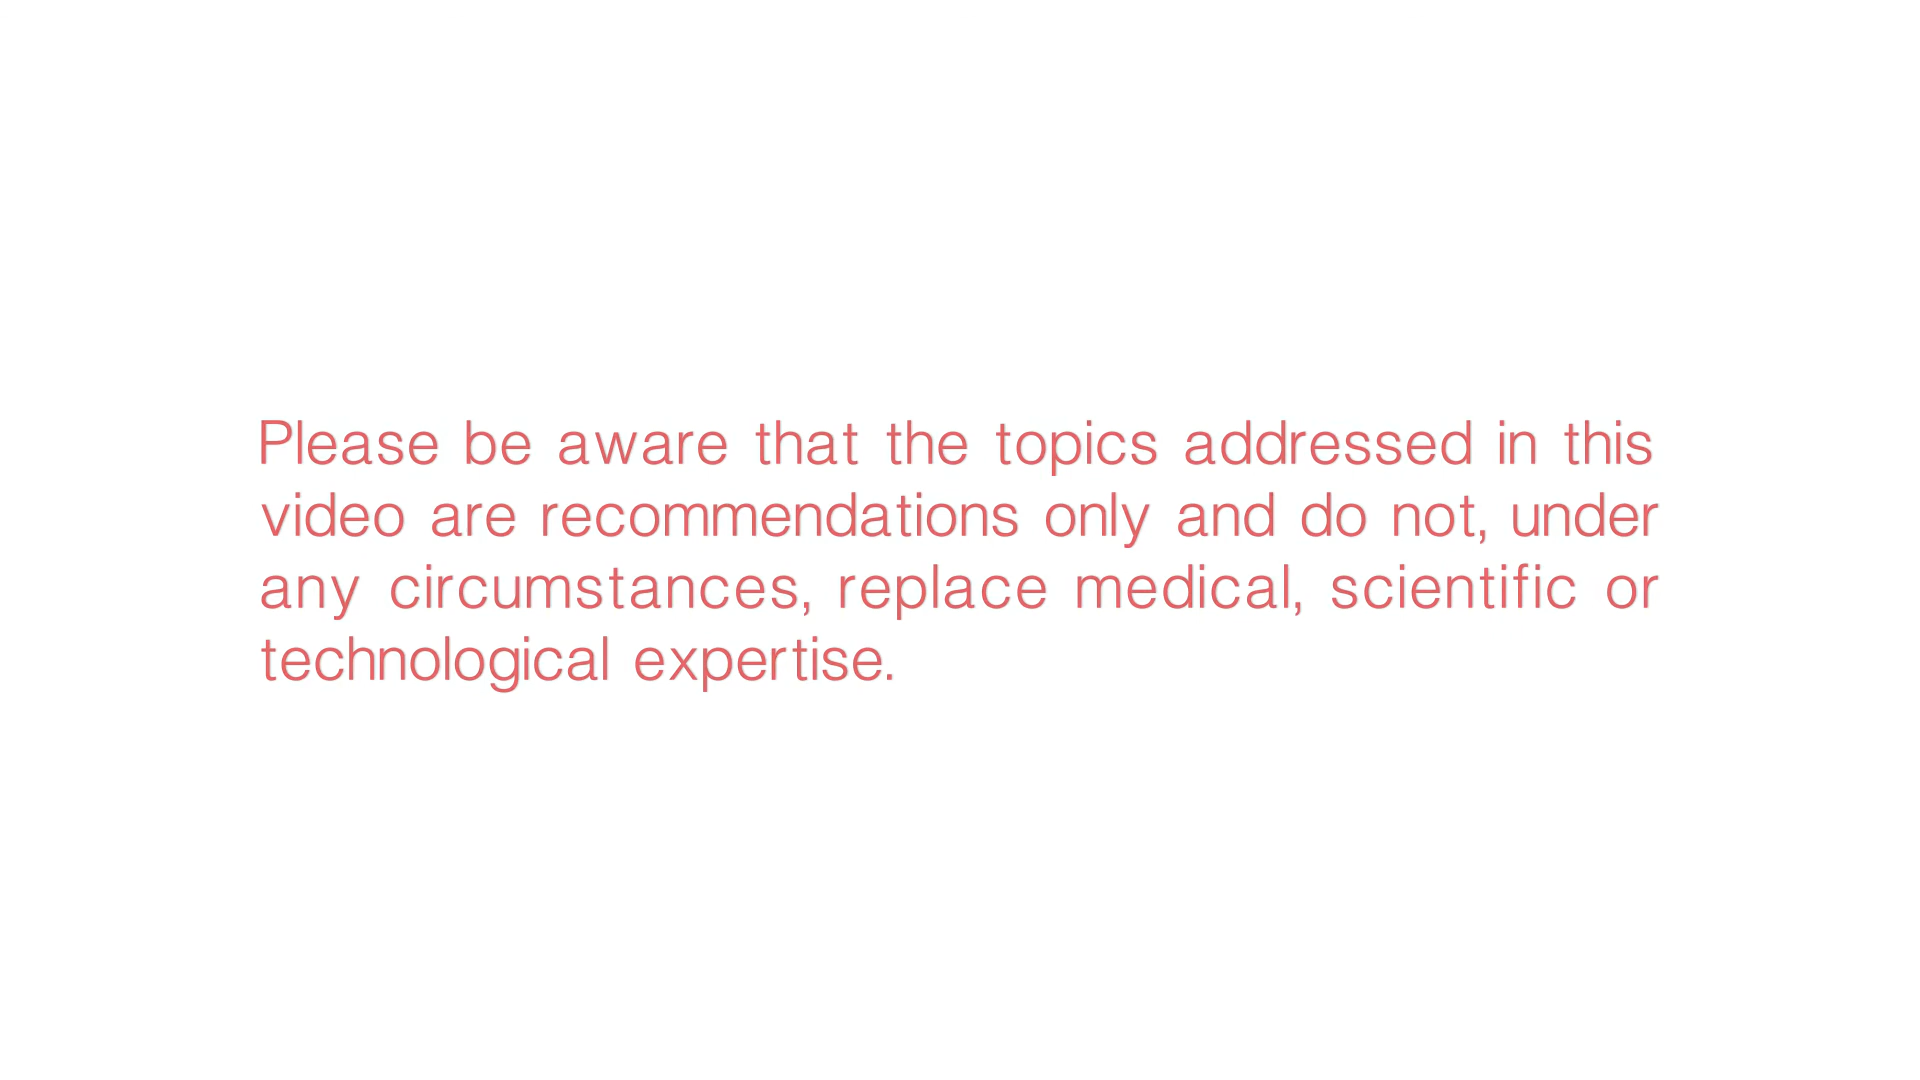 Please be aware that the topics addressed in this
video are recommendations only and do not, under
any circumstances, replace medical, scientific or
technological expertise.